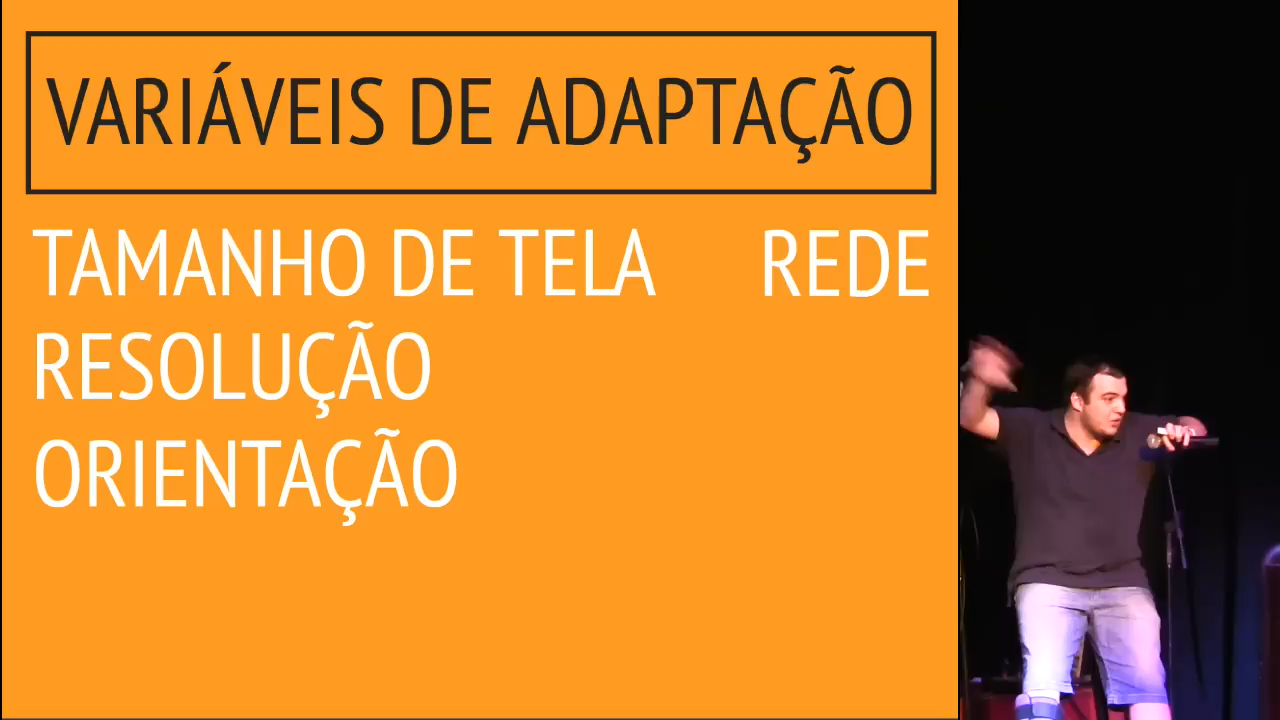 VARIÁVEIS DE ADAPTAÇÃO
TAMANHO DE TELA REDE
RESOLUÇÃO
ORIENTAÇÃO